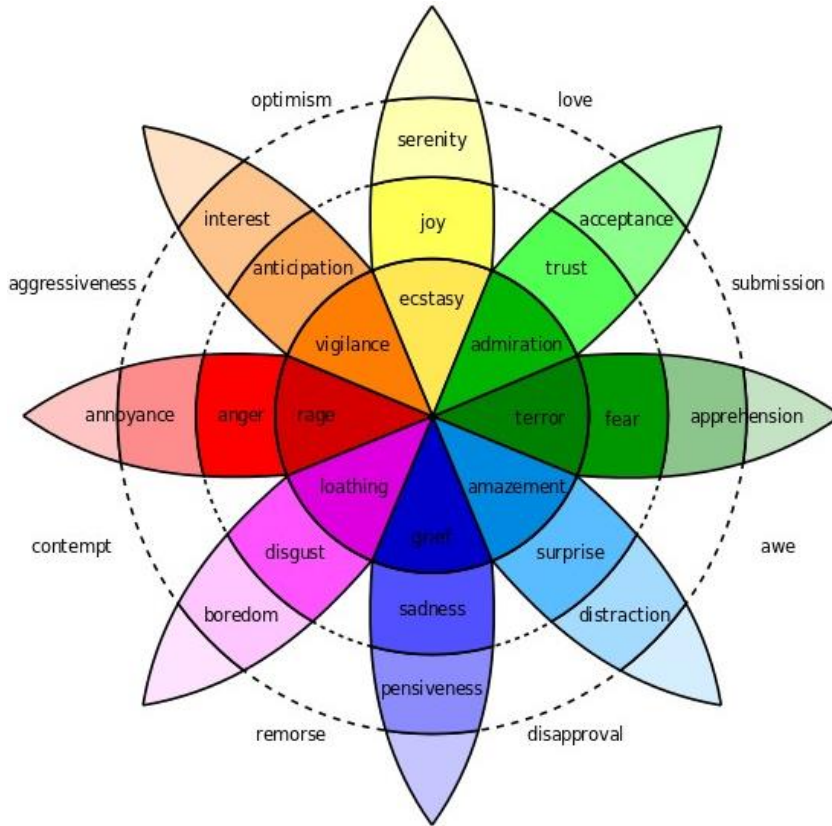 optimism
love
serenity
interest
acceptance
joy
anticipation
trust
aggressiveness
submission
ecstasy
vigilance
admiration
annoyance
anger
rage
terror
fear
apprehension
loathing
amazement
contempt
grief
awe
disgust
surprise
sadness
boredom
distraction
pensiveness
remorse
disapproval